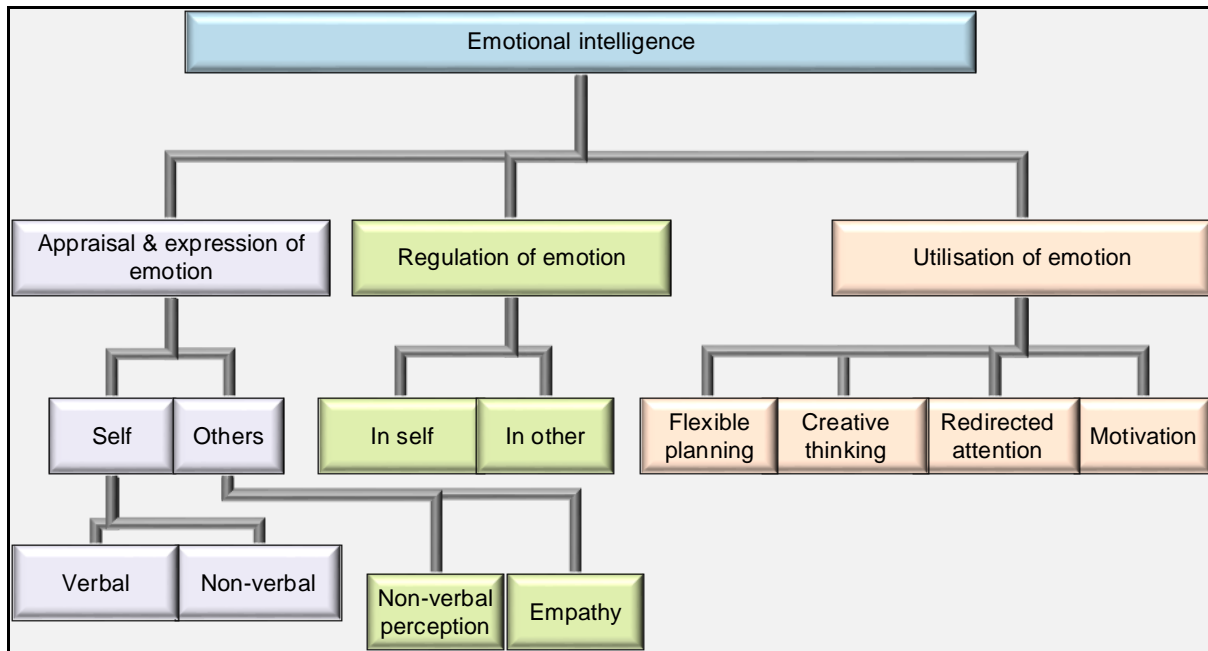 Emotional intelligence
Appraisal & expression of
emotion
Regulation of emotion
Utilisation of emotion
Self
Others
In self
In other
Flexible
planning
Creative
thinking
Redirected
attention
Motivation
Verbal
Non-verbal
Non-verbal
perception
Empathy